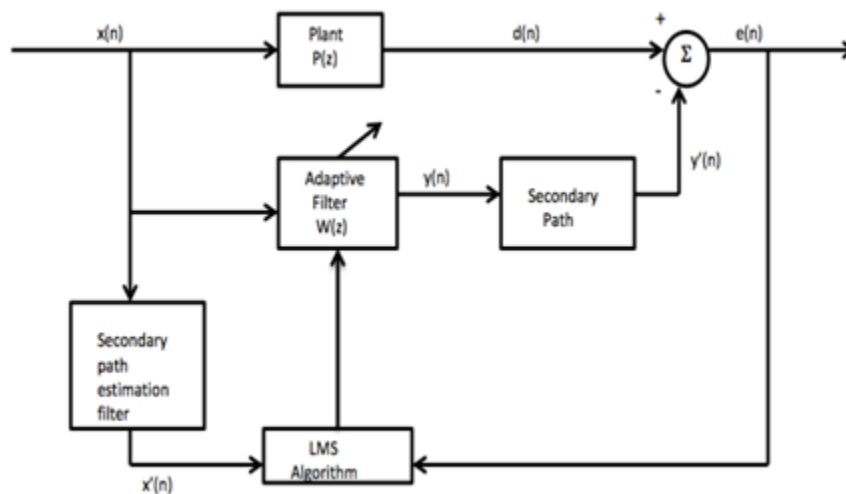 x(n)
Plant
P(z)
d(n)
+
Σ
e(n)
-
Adaptive
Filter
W(z)
y(n)
Secondary
Path
y'(n)
Secondary
path
estimation
filter
x'(n)
LMS
Algorithm